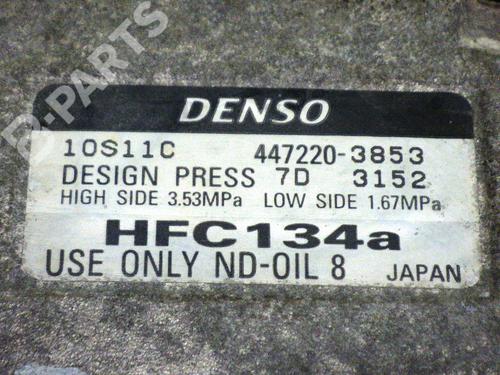 B-PARTS
DENSO
10S11C 447220-3853
DESIGN PRESS 7D 3152
HIGH SIDE 3.53MPa LOW SIDE 1.67MPa
HFC134a
USE ONLY ND-OIL 8 JAPAN